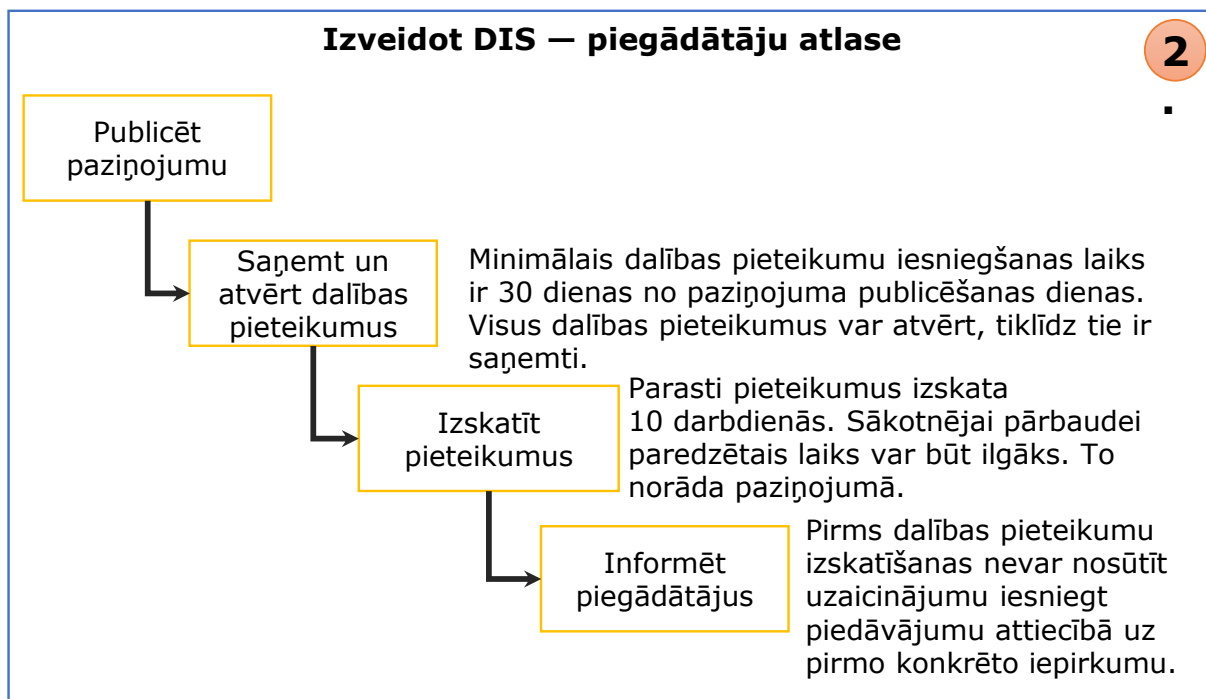 Izveidot DIS — piegādātāju atlase
2
.
Publicēt
paziņojumu
Saņemt un
atvērt dalības
pieteikumus
Minimālais dalības pieteikumu iesniegšanas laiks
ir 30 dienas no paziņojuma publicēšanas dienas.
Visus dalības pieteikumus var atvērt, tiklīdz tie ir
saņemti.
Izskatīt
pieteikumus
Parasti pieteikumus izskata
10 darbdienās. Sākotnējai pārbaudei
paredzētais laiks var būt ilgāks. To
norāda paziņojumā.
Informēt
piegādātājus
Pirms dalības pieteikumu
izskatīšanas nevar nosūtīt
uzaicinājumu iesniegt
piedāvājumu attiecībā uz
pirmo konkrēto iepirkumu.